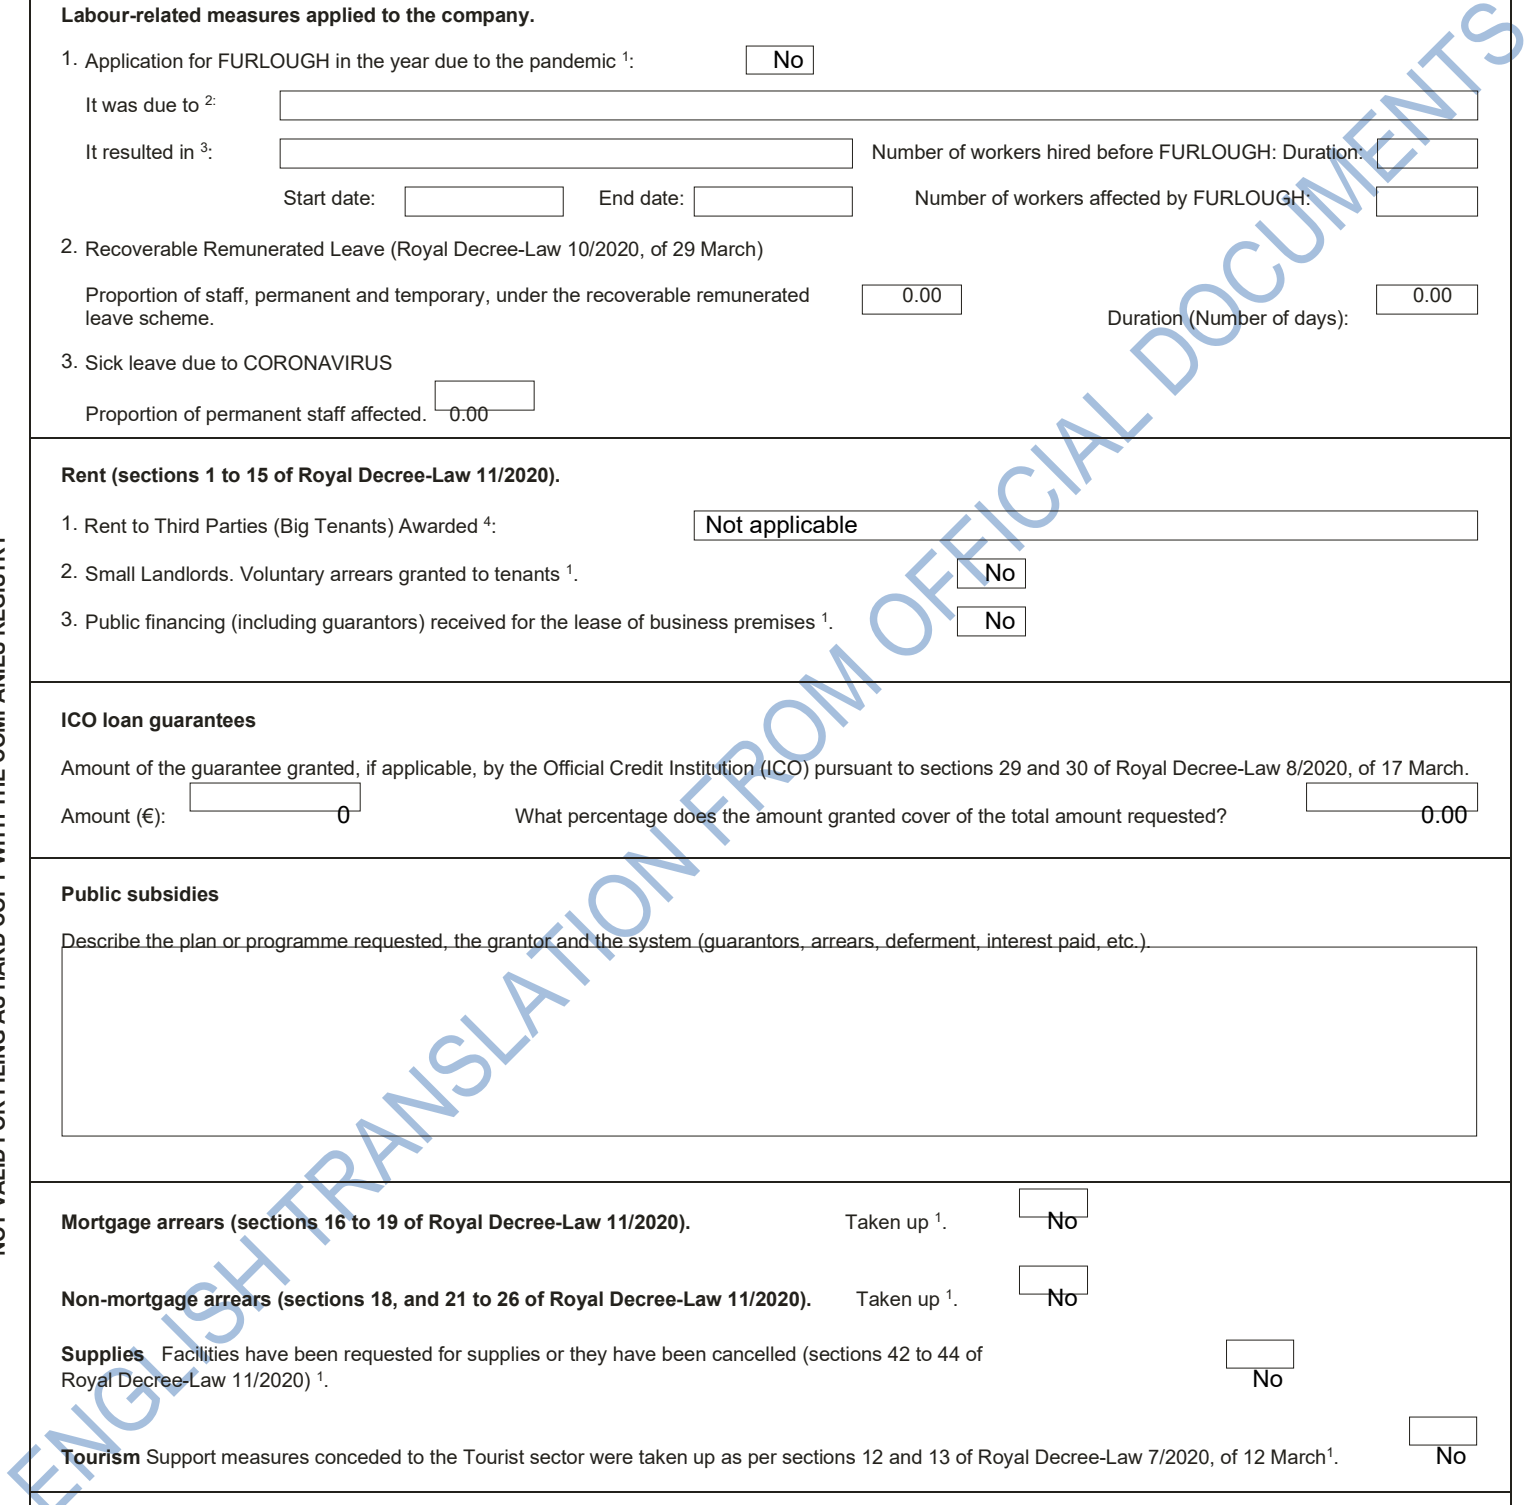 Labour-related measures applied to the company.
1. Application for FURLOUGH in the year due to the pandemic ¹: No
It was due to ²:
It resulted in ³: Number of workers hired before FURLOUGH: Duration:
Start date: End date: Number of workers affected by FURLOUGH:
2. Recoverable Remunerated Leave (Royal Decree-Law 10/2020, of 29 March)
Proportion of staff, permanent and temporary, under the recoverable remunerated 0.00 0.00
leave scheme. Duration (Number of days):
3. Sick leave due to CORONAVIRUS
Proportion of permanent staff affected. 0.00
Rent (sections 1 to 15 of Royal Decree-Law 11/2020).
1. Rent to Third Parties (Big Tenants) Awarded ⁴: Not applicable
2. Small Landlords. Voluntary arrears granted to tenants ¹. No
3. Public financing (including guarantors) received for the lease of business premises ¹. No
ICO loan guarantees
Amount of the guarantee granted, if applicable, by the Official Credit Institution (ICO) pursuant to sections 29 and 30 of Royal Decree-Law 8/2020, of 17 March.
Amount (€): 0 What percentage does the amount granted cover of the total amount requested? 0.00
Public subsidies
Describe the plan or programme requested, the grantor and the system (guarantors, arrears, deferment, interest paid, etc.).
Mortgage arrears (sections 16 to 19 of Royal Decree-Law 11/2020). Taken up ¹. No
Non-mortgage arrears (sections 18, and 21 to 26 of Royal Decree-Law 11/2020). Taken up ¹. No
Supplies Facilities have been requested for supplies or they have been cancelled (sections 42 to 44 of
Royal Decree-Law 11/2020) ¹. No
Tourism Support measures conceded to the Tourist sector were taken up as per sections 12 and 13 of Royal Decree-Law 7/2020, of 12 March¹. No
ENGLISH TRANSLATION FROM OFFICIAL DOCUMENTS